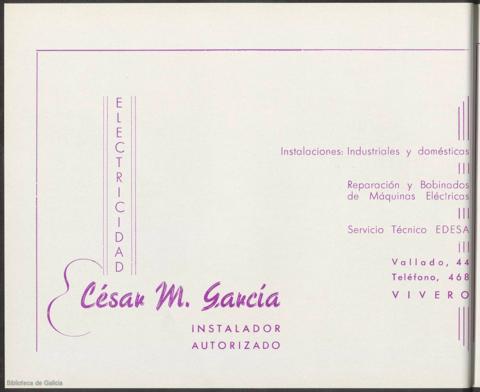 ELECTRICIDAD
César M. García
INSTALADOR
AUTORIZADO
Instalaciones: Industriales y domésticas
Reparación y Bobinados
de Máquinas Eléctricas
Servicio Técnico EDESA
Vallado, 44
Teléfono, 468
VIVERO
Biblioteca de Galicia